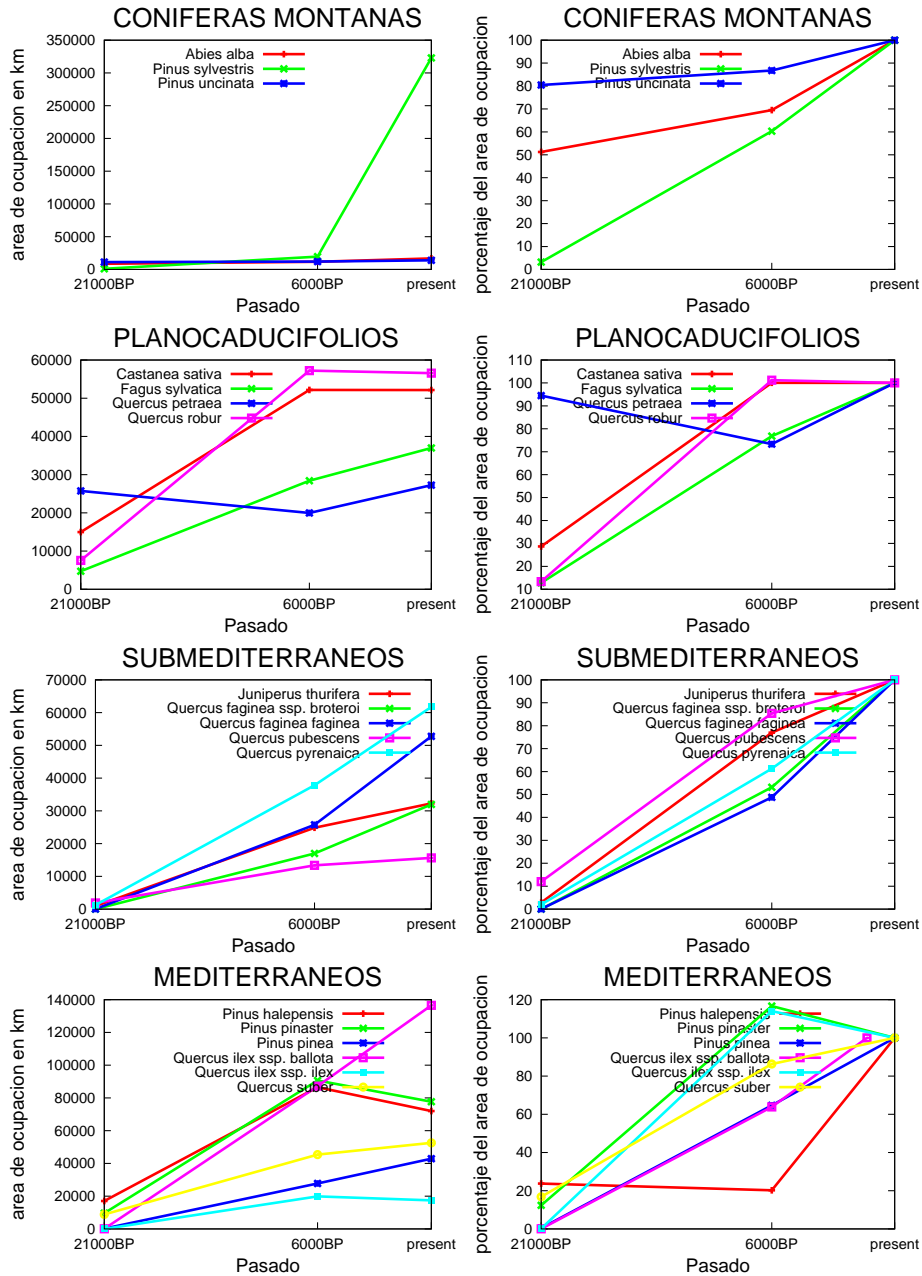 CONIFERAS MONTANAS
area de ocupacion en km
350000
300000
250000
200000
150000
100000
50000
0
Abies alba
Pinus sylvestris
Pinus uncinata
21000BP
6000BP
present
Pasado
CONIFERAS MONTANAS
porcentaje del area de ocupacion
100
90
80
70
60
50
40
30
20
10
0
Abies alba
Pinus sylvestris
Pinus uncinata
21000BP
6000BP
present
Pasado
PLANOCADUCIFOLIOS
area de ocupacion en km
60000
50000
40000
30000
20000
10000
0
Castanea sativa
Fagus sylvatica
Quercus petraea
Quercus robur
21000BP
6000BP
present
Pasado
PLANOCADUCIFOLIOS
porcentaje del area de ocupacion
110
100
90
80
70
60
50
40
30
20
10
Castanea sativa
Fagus sylvatica
Quercus petraea
Quercus robur
21000BP
6000BP
present
Pasado
SUBMEDITERRANEOS
area de ocupacion en km
70000
60000
50000
40000
30000
20000
10000
0
Juniperus thurifera
Quercus faginea ssp. broteroi
Quercus faginea faginea
Quercus pubescens
Quercus pyrenaica
21000BP
6000BP
present
Pasado
SUBMEDITERRANEOS
porcentaje del area de ocupacion
100
90
80
70
60
50
40
30
20
10
0
Juniperus thurifera
Quercus faginea ssp. broteroi
Quercus faginea faginea
Quercus pubescens
Quercus pyrenaica
21000BP
6000BP
present
Pasado
MEDITERRANEOS
area de ocupacion en km
140000
120000
100000
80000
60000
40000
20000
0
Pinus halepensis
Pinus pinaster
Pinus pinea
Quercus ilex ssp. ballota
Quercus ilex ssp. ilex
Quercus suber
21000BP
6000BP
present
Pasado
MEDITERRANEOS
porcentaje del area de ocupacion
120
100
80
60
40
20
0
Pinus halepensis
Pinus pinaster
Pinus pinea
Quercus ilex ssp. ballota
Quercus ilex ssp. ilex
Quercus suber
21000BP
6000BP
present
Pasado